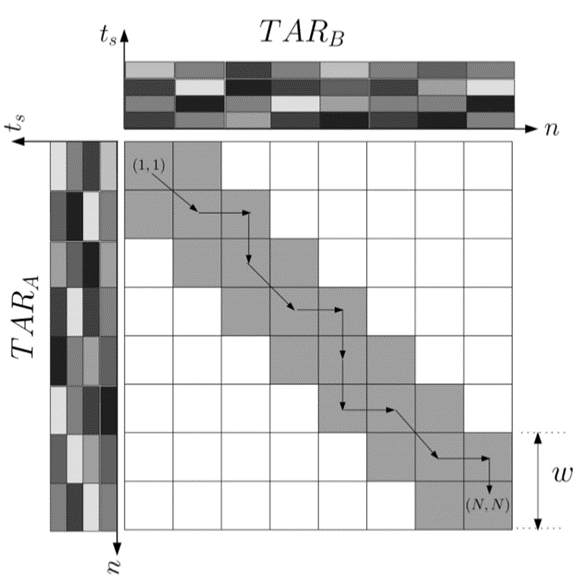 t_s
TAR_B
n
t_s
(1,1)
TAR_A
w
(N,N)
n